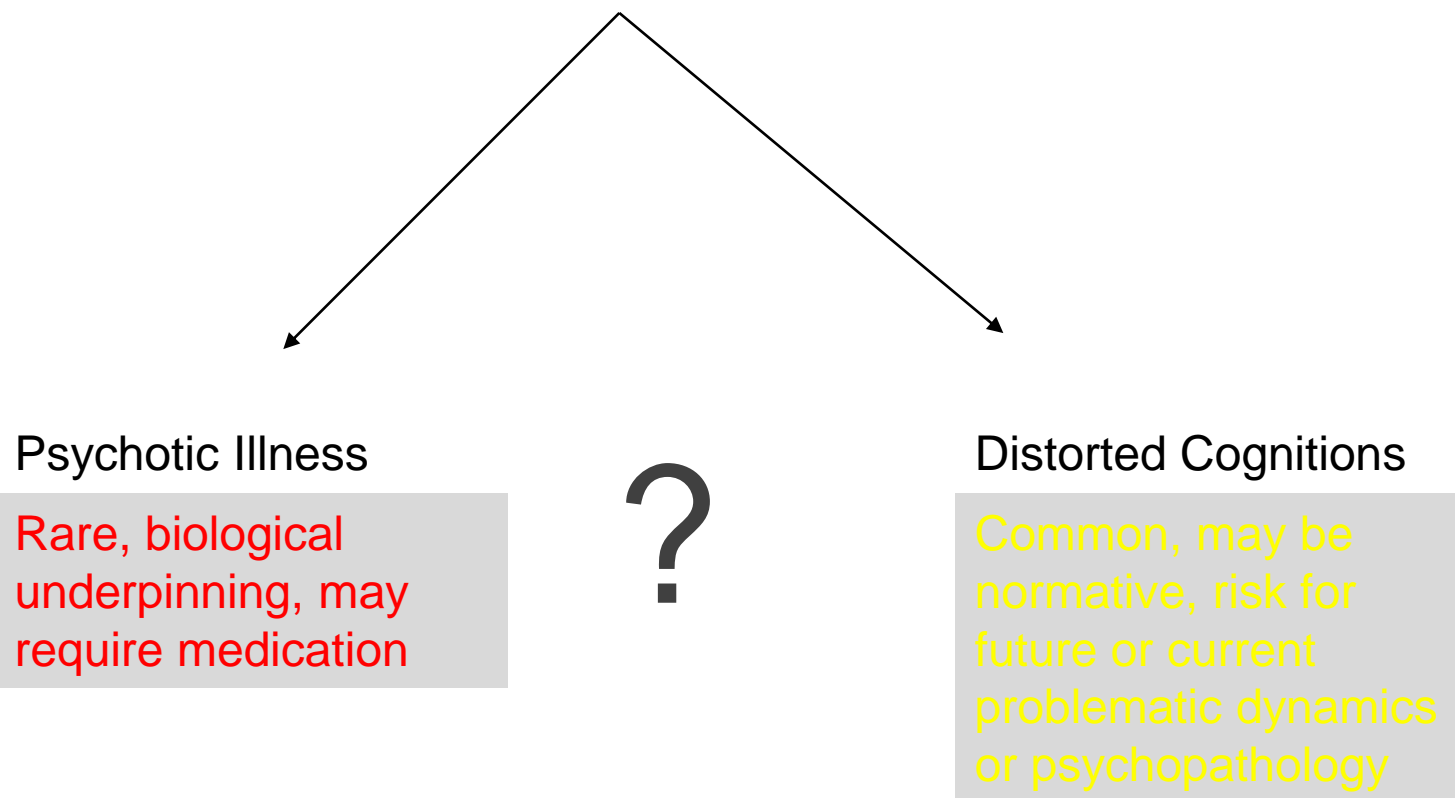 Psychotic Illness
Rare, biological
underpinning, may
require medication
?
Distorted Cognitions
Common, may be
normative, risk for
future or current
problematic dynamics
or psychopathology